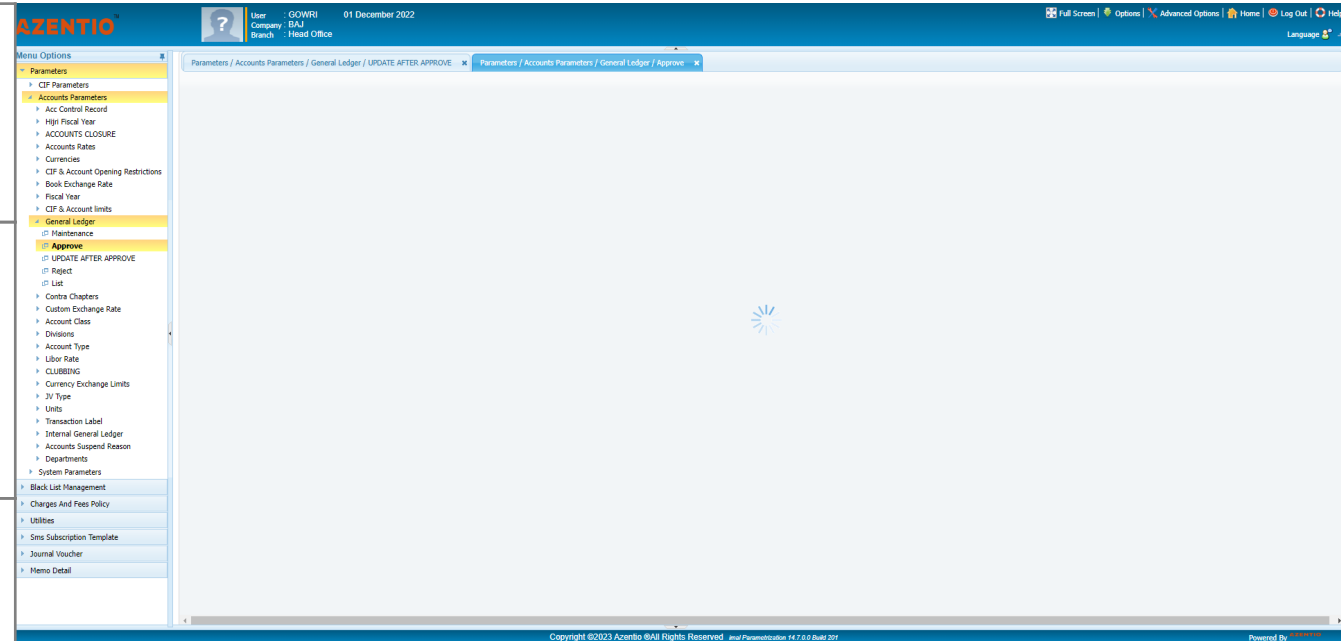 AZENTIO
User : GOWRI 01 December 2022
Company : BAJ
Branch : Head Office
Full Screen | Options | Advanced Options | Home | Log Out | Help
Language
Menu Options
Parameters / Accounts Parameters / General Ledger / UPDATE AFTER APPROVE
Parameters / Accounts Parameters / General Ledger / Approve
Parameters
CIF Parameters
Accounts Parameters
Acc Control Record
Hijri Fiscal Year
ACCOUNTS CLOSURE
Accounts Rates
Currencies
CIF & Account Opening Restrictions
Book Exchange Rate
Fiscal Year
CIF & Account limits
General Ledger
Maintenance
Approve
UPDATE AFTER APPROVE
Reject
List
Contra Chapters
Custom Exchange Rate
Account Class
Divisions
Account Type
Libor Rate
CLUBBING
Currency Exchange Limits
JV Type
Units
Transaction Label
Internal General Ledger
Accounts Suspend Reason
Departments
System Parameters
Black List Management
Charges And Fees Policy
Utilities
Sms Subscription Template
Journal Voucher
Memo Detail
Copyright ©2023 Azentio ®All Rights Reserved imal Parametrization 14.7.0.0 Build 201
Powered By AZENTIO